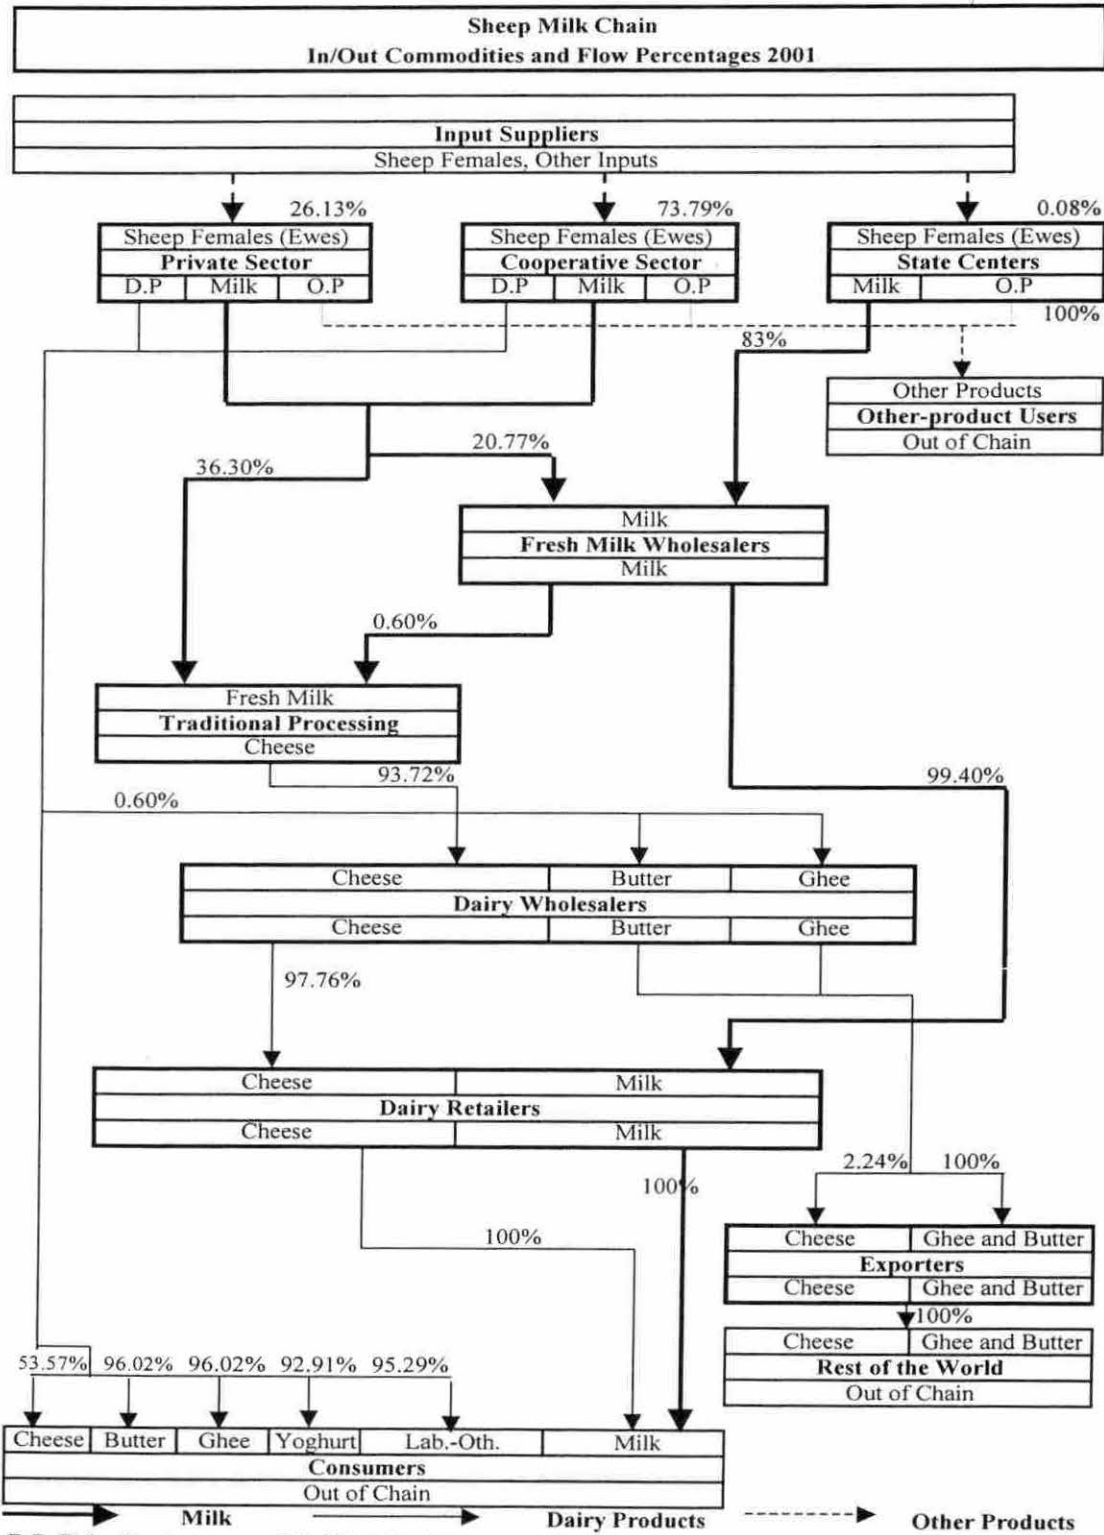 Sheep Milk Chain
In/Out Commodities and Flow Percentages 2001
Input Suppliers
Sheep Females, Other Inputs
26.13% 73.79% 0.08%
Sheep Females (Ewes) Sheep Females (Ewes) Sheep Females (Ewes)
Private Sector Cooperative Sector State Centers
D.P Milk O.P D.P Milk O.P Milk O.P
100%
83%
Other Products
Other-product Users
Out of Chain
20.77%
36.30%
Milk
Fresh Milk Wholesalers
Milk
0.60%
Fresh Milk
Traditional Processing
Cheese
93.72% 99.40%
0.60%
Cheese Butter Ghee
Dairy Wholesalers
Cheese Butter Ghee
97.76%
Cheese Milk
Dairy Retailers
Cheese Milk
2.24% 100%
100%
100%
Cheese Ghee and Butter
Exporters
Cheese Ghee and Butter
100%
Cheese Ghee and Butter
Rest of the World
Out of Chain
53.57% 96.02% 96.02% 92.91% 95.29%
Cheese Butter Ghee Yoghurt Lab.-Oth. Milk
Consumers
Out of Chain
Milk Dairy Products Other Products